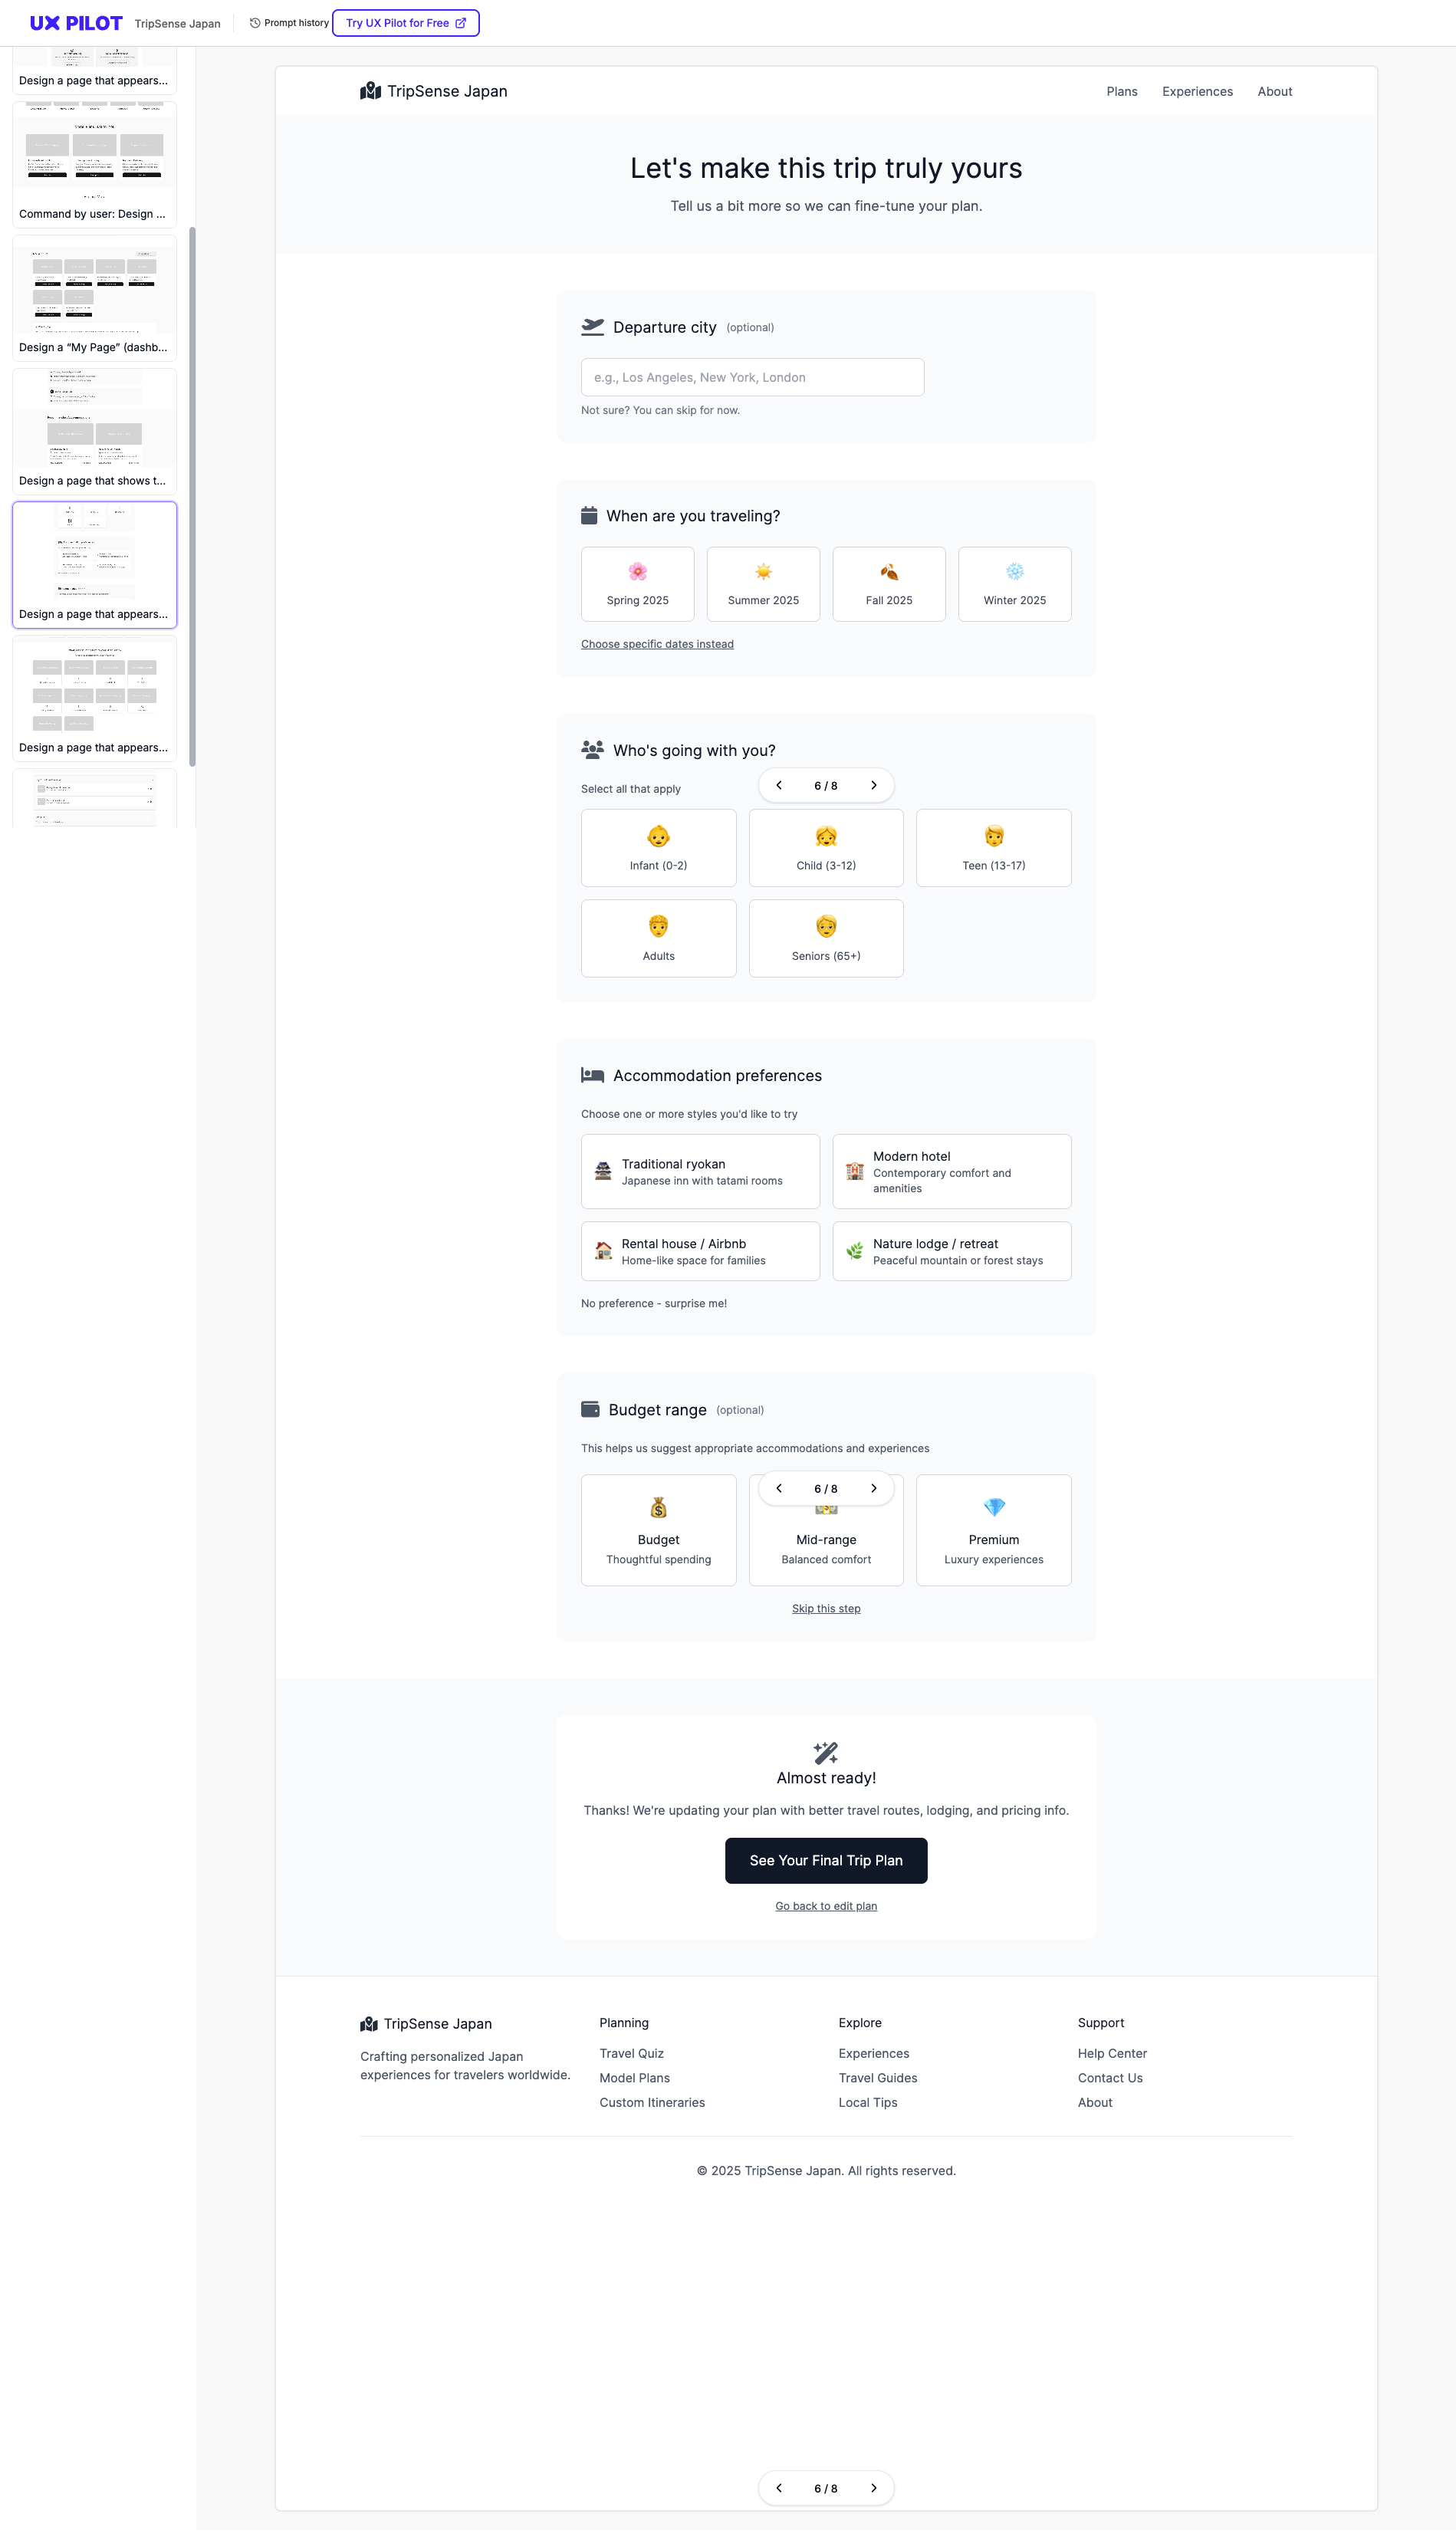 UX PILOT
TripSense Japan
Prompt history
Try UX Pilot for Free
Design a page that appears...
Command by user: Design ...
Design a “My Page” (dashb...
Design a page that shows t...
Design a page that appears...
Design a page that appears...
TripSense Japan
Plans
Experiences
About
Let's make this trip truly yours
Tell us a bit more so we can fine-tune your plan.
Departure city (optional)
e.g., Los Angeles, New York, London
Not sure? You can skip for now.
When are you traveling?
Spring 2025
Summer 2025
Fall 2025
Winter 2025
Choose specific dates instead
Who's going with you?
Select all that apply
6 / 8
Infant (0-2)
Child (3-12)
Teen (13-17)
Adults
Seniors (65+)
Accommodation preferences
Choose one or more styles you'd like to try
Traditional ryokan
Japanese inn with tatami rooms
Modern hotel
Contemporary comfort and
amenities
Rental house / Airbnb
Home-like space for families
Nature lodge / retreat
Peaceful mountain or forest stays
No preference - surprise me!
Budget range (optional)
This helps us suggest appropriate accommodations and experiences
6 / 8
Budget
Thoughtful spending
Mid-range
Balanced comfort
Premium
Luxury experiences
Skip this step
Almost ready!
Thanks! We're updating your plan with better travel routes, lodging, and pricing info.
See Your Final Trip Plan
Go back to edit plan
TripSense Japan
Crafting personalized Japan
experiences for travelers worldwide.
Planning
Travel Quiz
Model Plans
Custom Itineraries
Explore
Experiences
Travel Guides
Local Tips
Support
Help Center
Contact Us
About
© 2025 TripSense Japan. All rights reserved.
6 / 8